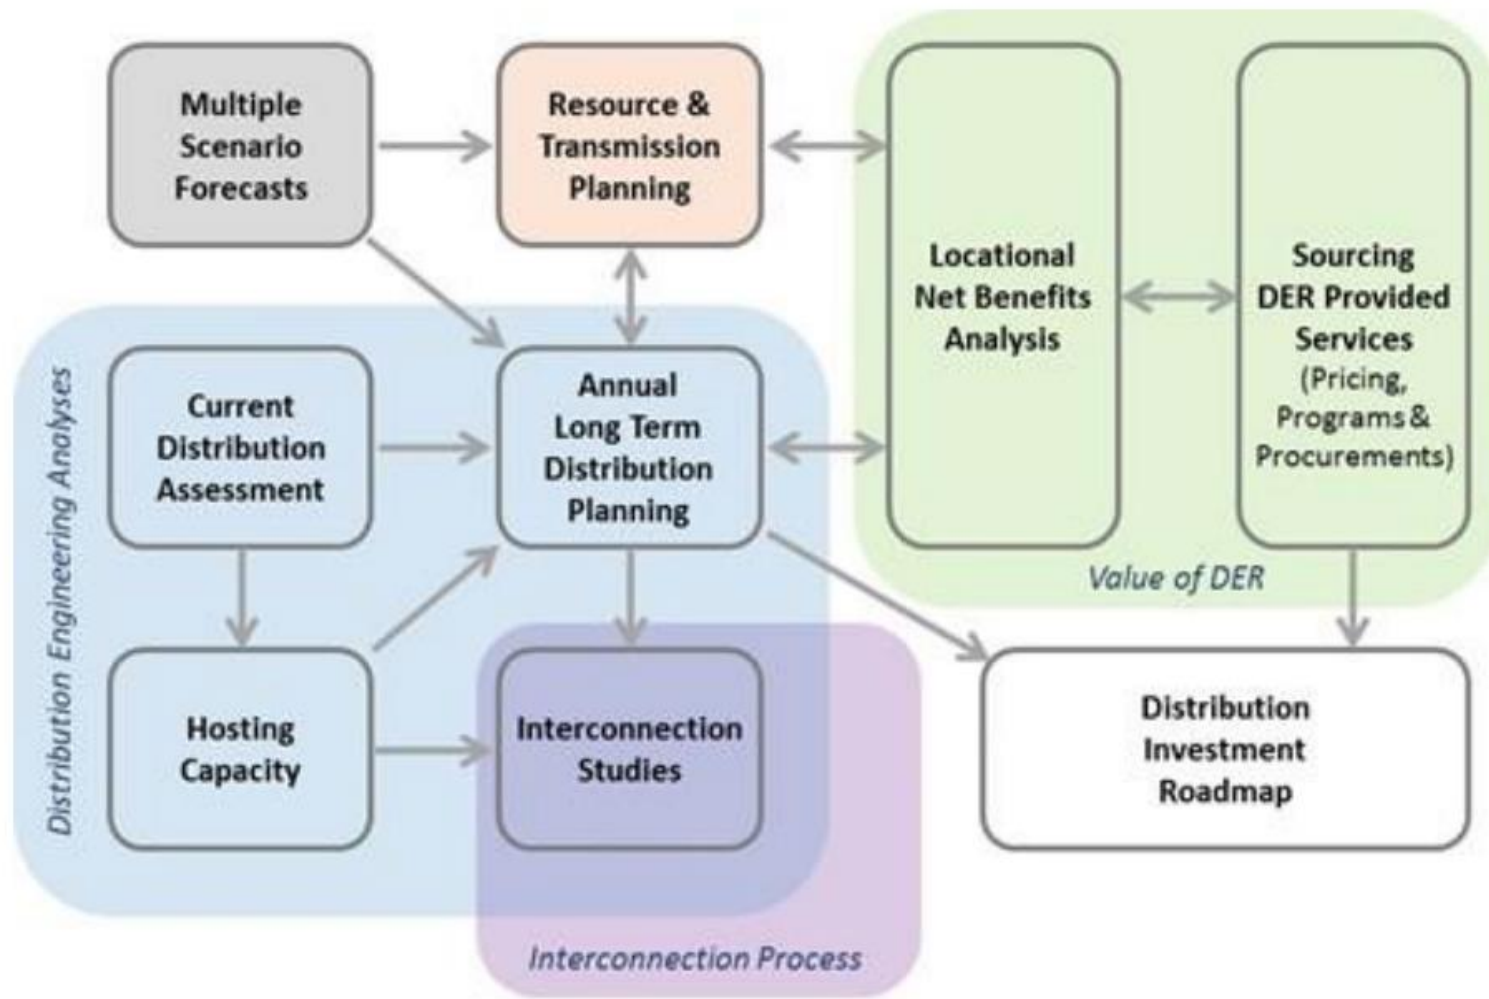 Multiple
Scenario
Forecasts
Resource &
Transmission
Planning
Locational
Net Benefits
Analysis
Sourcing
DER Provided
Services
(Pricing,
Programs &
Procurements)
Value of DER
Distribution Engineering Analyses
Current
Distribution
Assessment
Annual
Long Term
Distribution
Planning
Hosting
Capacity
Interconnection
Studies
Distribution
Investment
Roadmap
Interconnection Process